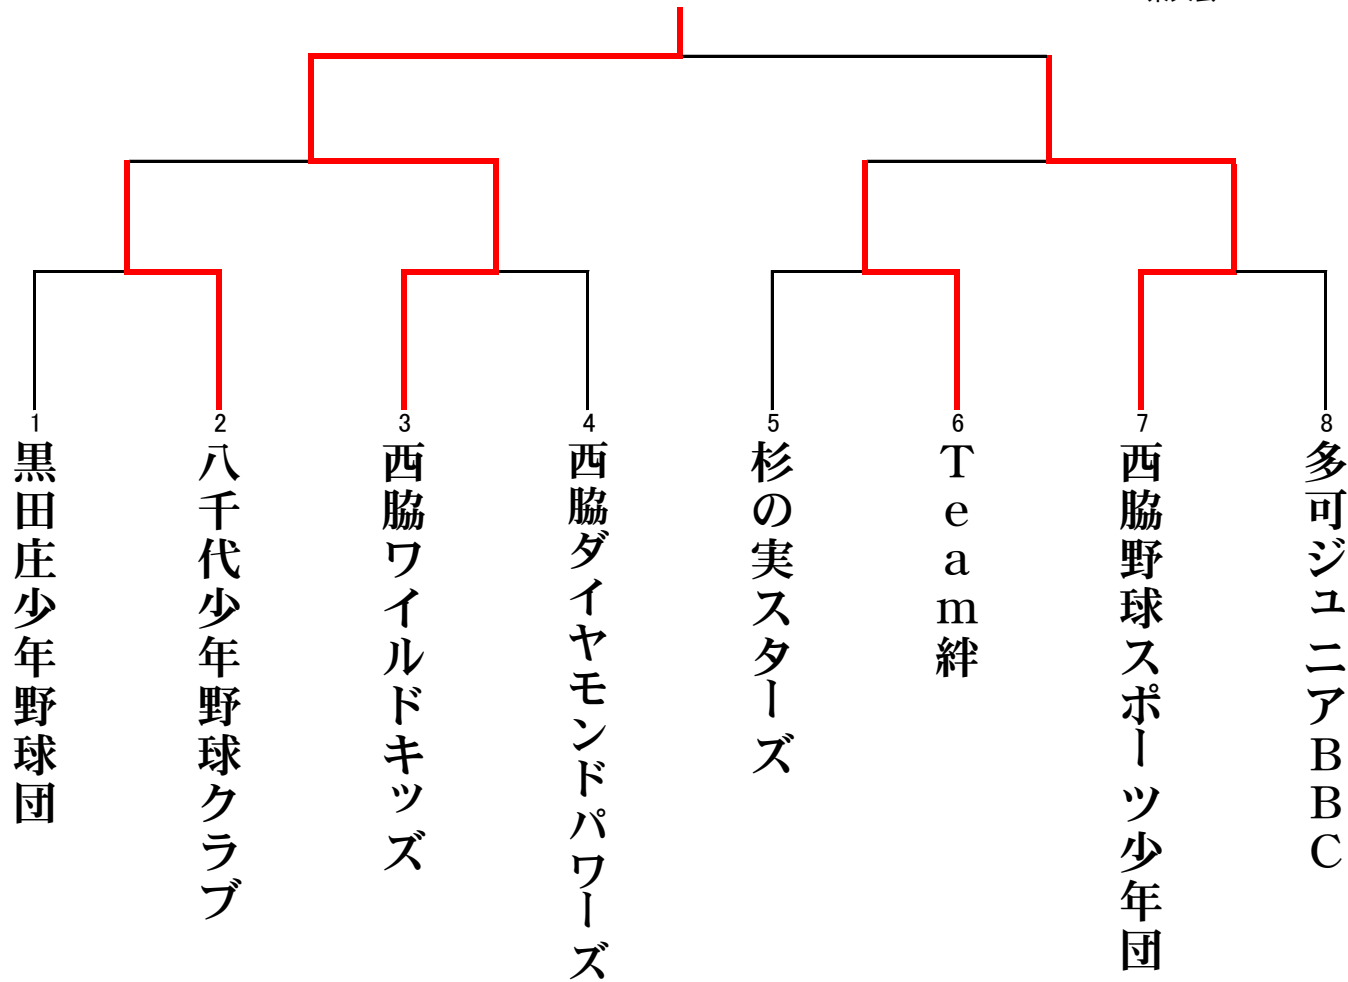 1
2
3
4
5
6
7
8
黒田庄少年野球団
八千代少年野球クラブ
西脇ワイルドキッズ
西脇ダイヤモンドパワーズ
杉の実スターズ
Team絆
西脇野球スポーツ少年団
多可ジュニアBBC